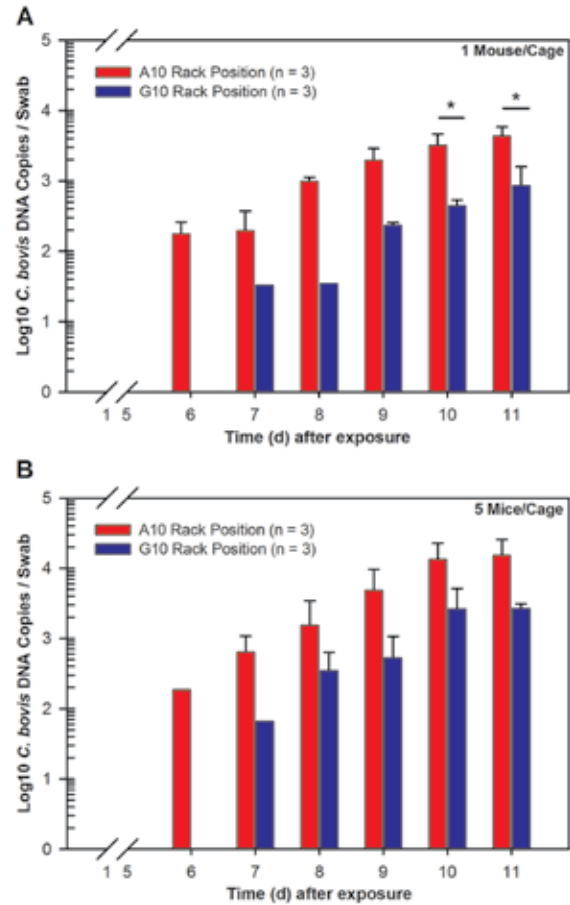 A
1 Mouse/Cage
A10 Rack Position (n = 3)
G10 Rack Position (n = 3)
* *
Log10 C. bovis DNA Copies / Swab
5
4
3
2
1
0
1 5 6 7 8 9 10 11
Time (d) after exposure
B
5 Mice/Cage
A10 Rack Position (n = 3)
G10 Rack Position (n = 3)
Log10 C. bovis DNA Copies / Swab
5
4
3
2
1
0
1 5 6 7 8 9 10 11
Time (d) after exposure